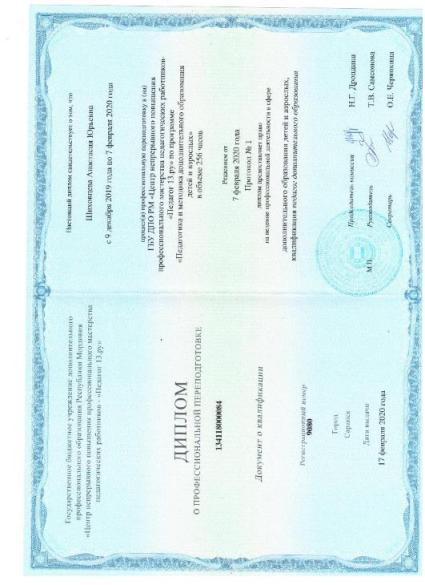 Государственное бюджетное учреждение дополнительного
профессионального образования Республики Мордовия
«Центр непрерывного повышения профессионального мастерства
педагогических работников - «Педагог 13.ру»
ДИПЛОМ
О ПРОФЕССИОНАЛЬНОЙ ПЕРЕПОДГОТОВКЕ
134118000084
Документ о квалификации
Регистрационный номер
9080
Город
Саранск
Дата выдачи
17 февраля 2020 года
Настоящий диплом свидетельствует о том, что
Шиховцева Анастасия Юрьевна
с 9 декабря 2019 года по 7 февраля 2020 года
прошёл(а) профессиональную переподготовку в (на)
ГБУ ДПО РМ «Центр непрерывного повышения
профессионального мастерства педагогических работников-
«Педагог 13.ру» по программе
«Педагогика и методика дополнительного образования
детей и взрослых»
в объёме 256 часов
Решением от
7 февраля 2020 года
Протокол № 1
диплом предоставляет право
на ведение профессиональной деятельности в сфере
дополнительного образования детей и взрослых,
квалификация педагог дополнительного образования
Председатель комиссии Н.Г. Дроздина
М.П. Руководитель Т.В. Самсонова
Секретарь О.Е.